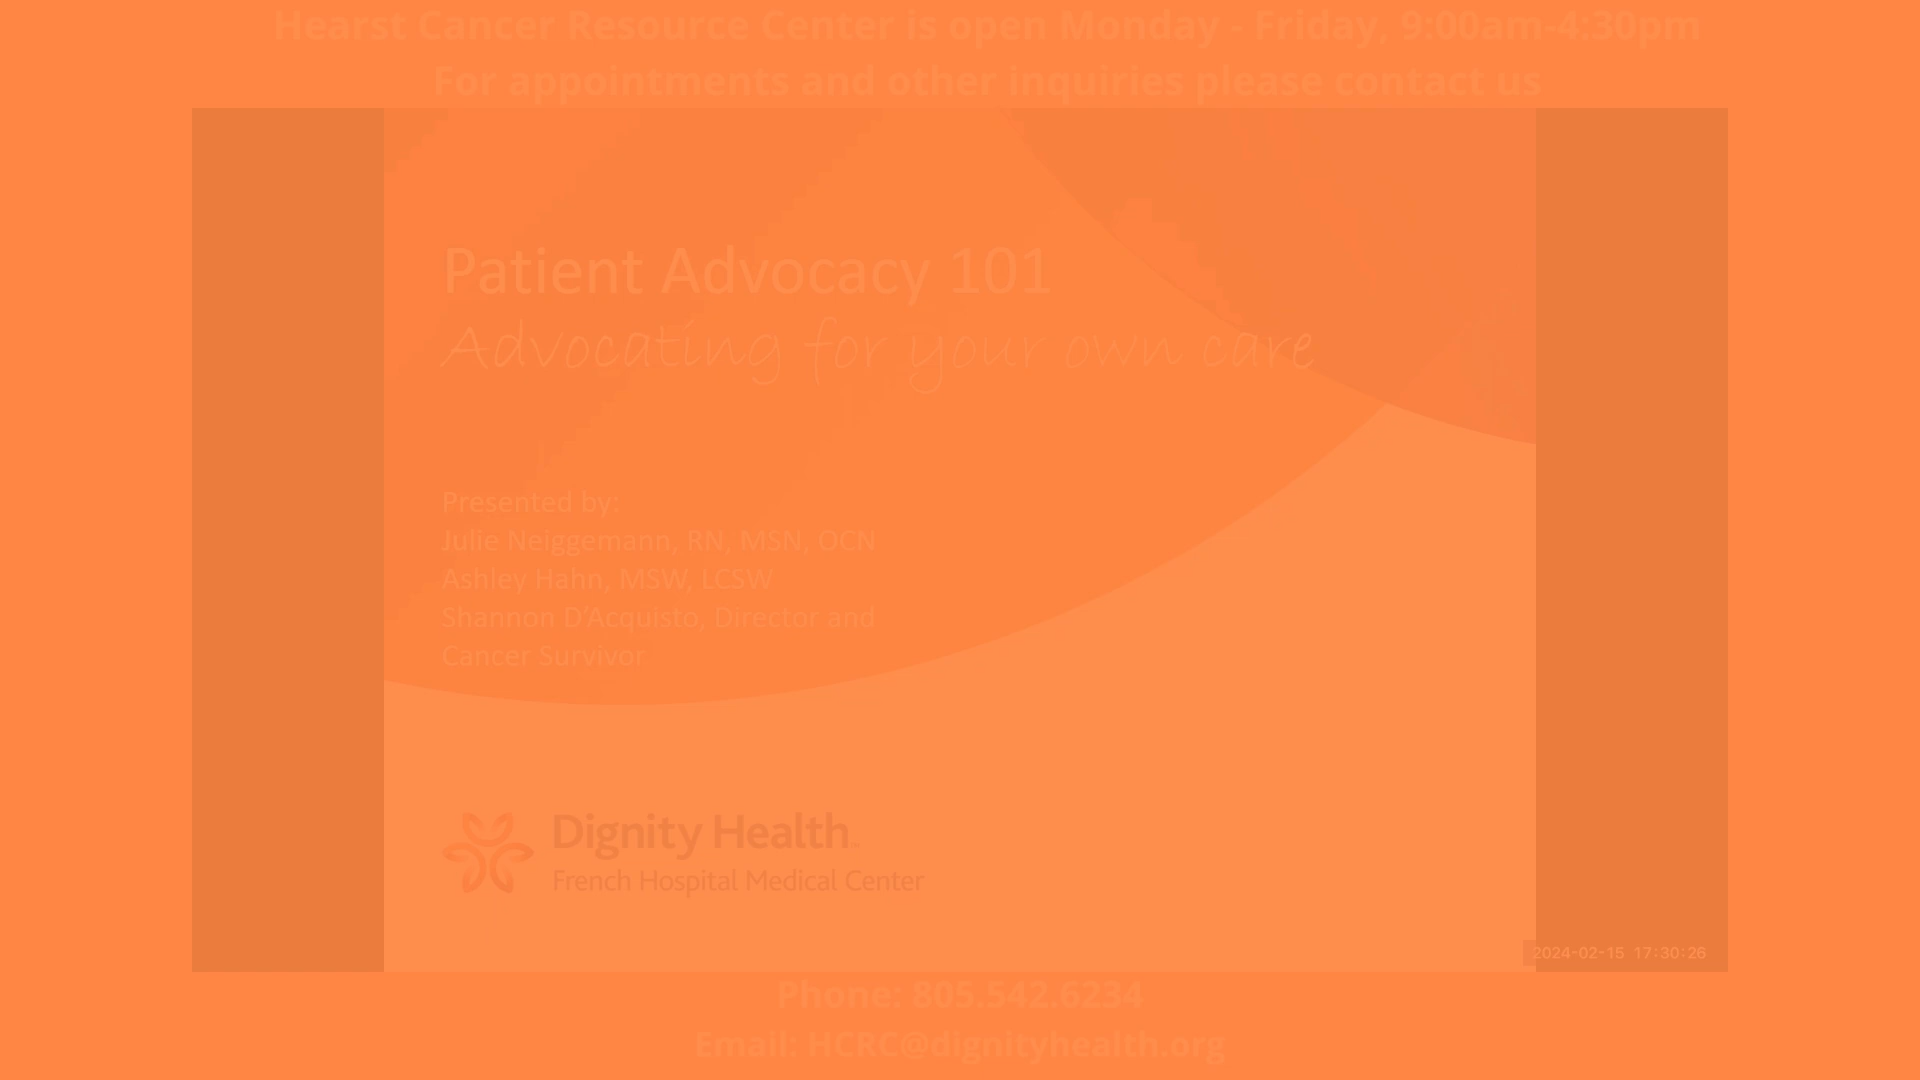 Hearst Cancer Resource Center is open Monday - Friday, 9:00am-4:30pm
For appointments and other inquiries please contact us
Patient Advocacy 101
Advocating for your own care
Presented by:
Julie Neiggemann, RN, MSN, OCN
Ashley Hahn, MSW, LCSW
Shannon D'Acquisto, Director and
Cancer Survivor
Dignity Health™
French Hospital Medical Center
2024-02-15 17:30:26
Phone: 805.542.6234
Email: HCRC@dignityhealth.org